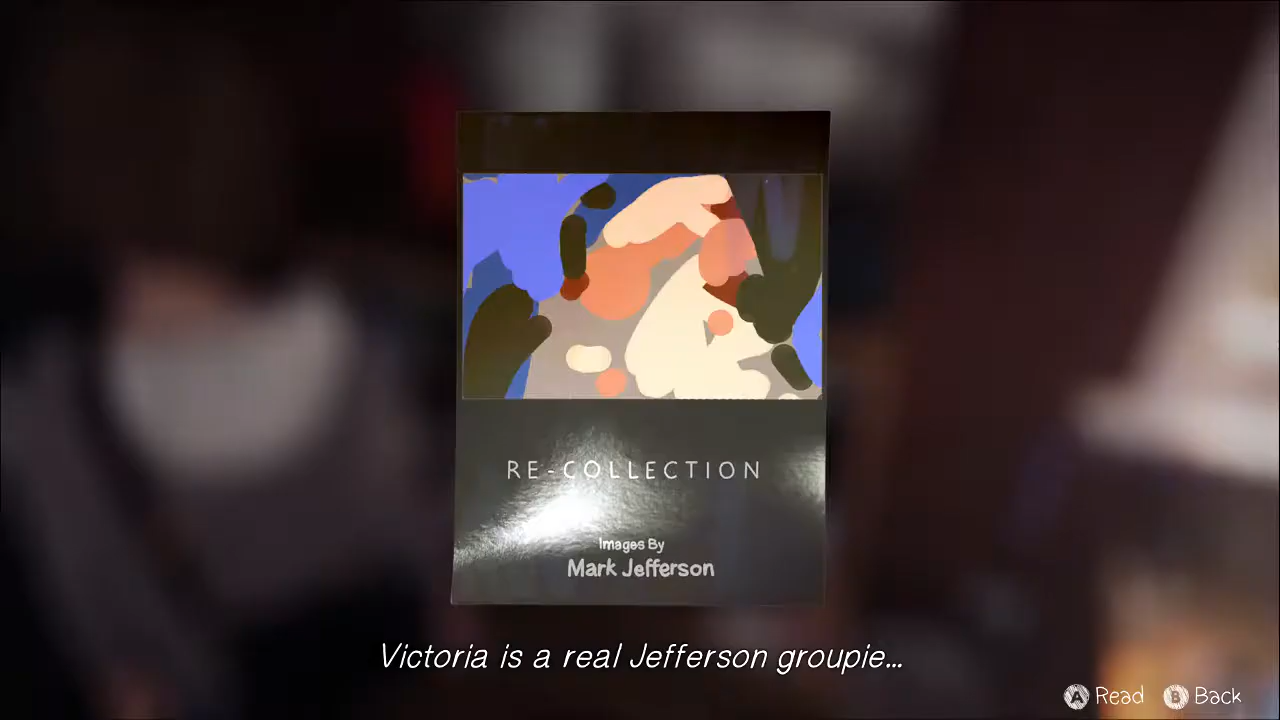 RE-COLLECTION
Images By
Mark Jefferson
Victoria is a real Jefferson groupie...
A Read B Back